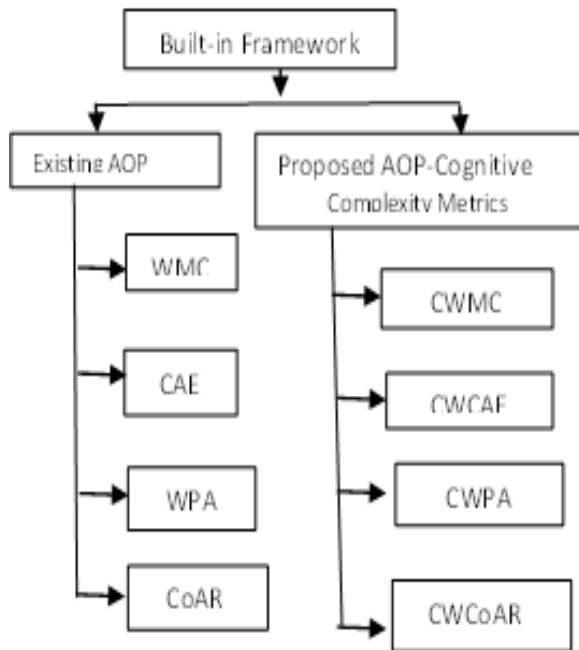 Built-in Framework
Existing AOP
Proposed AOP-Cognitive
Complexity Metrics
WMC
CAE
WPA
CoAR
CWMC
CWCAE
CWPA
CWCoAR